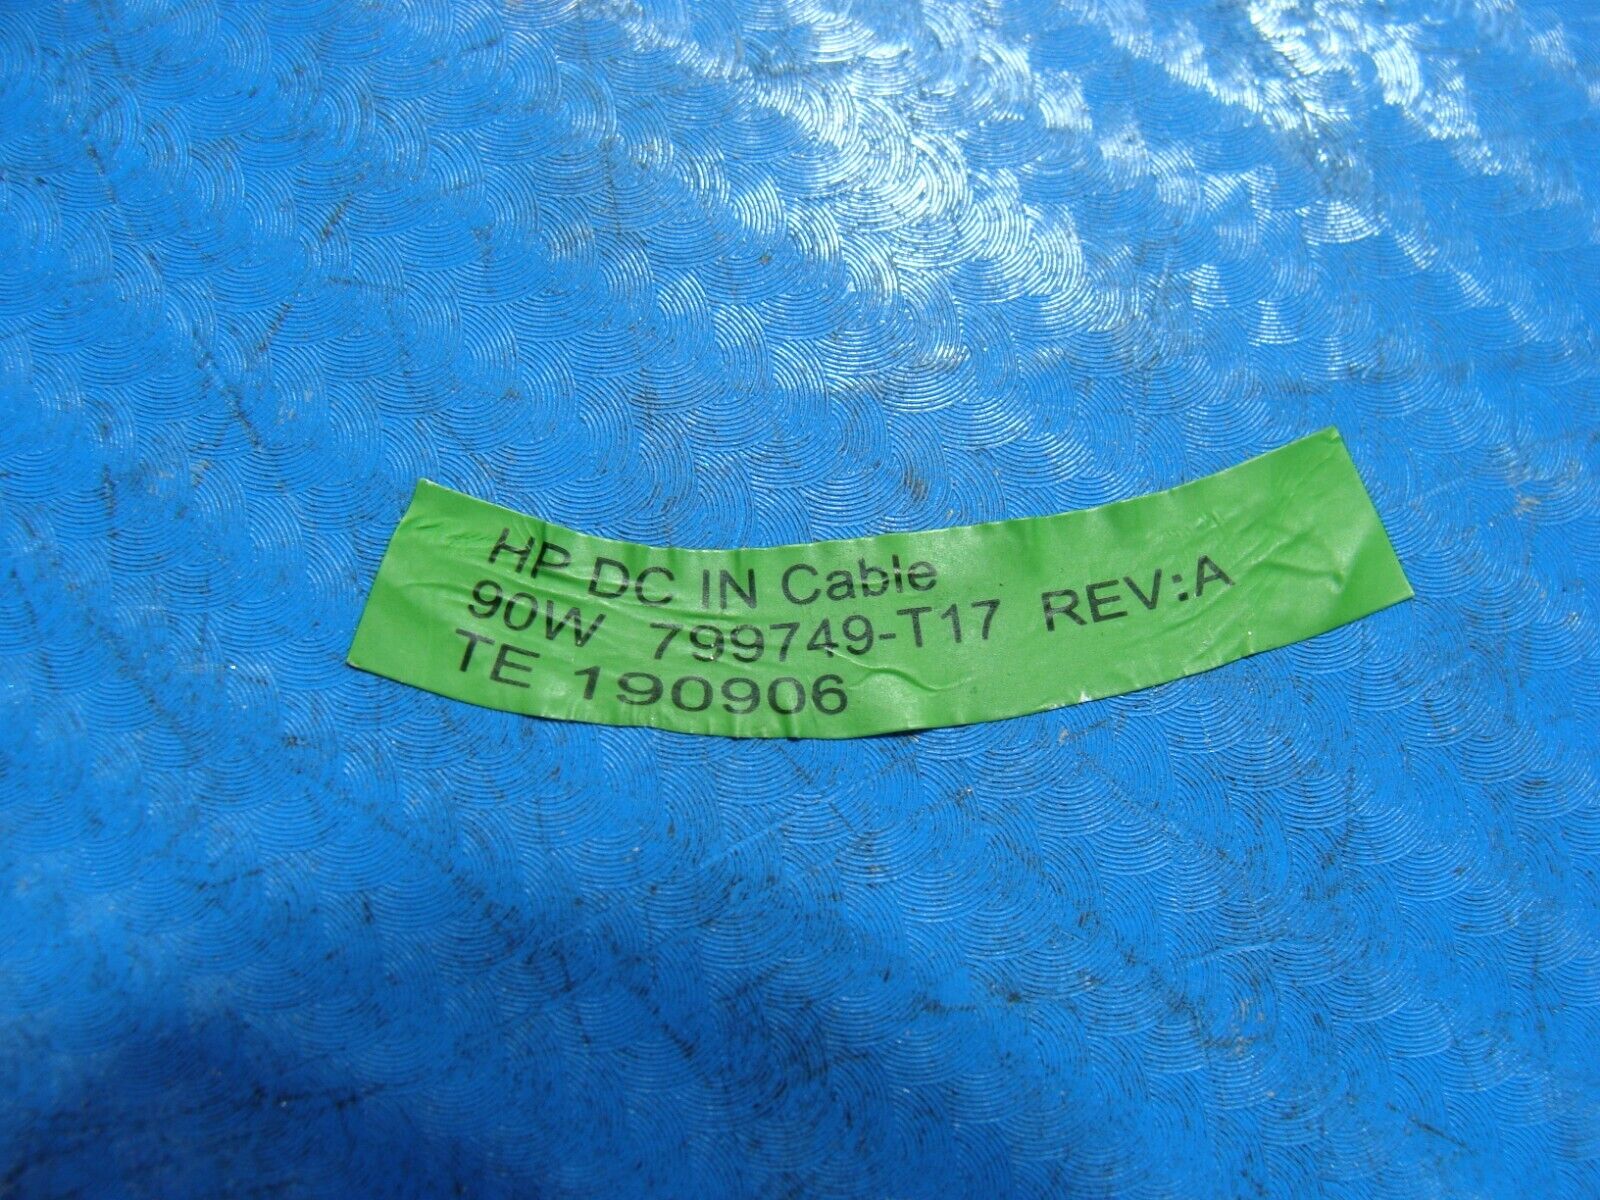 HP DC IN Cable
90W 799749-T17 REV:A
TE 190906